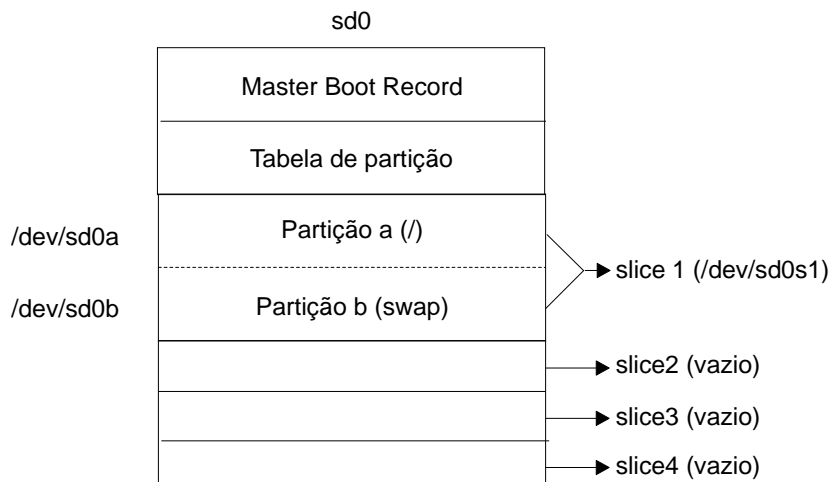 sd0
Master Boot Record
Tabela de partição
/dev/sd0a
Partição a (/)
slice 1 (/dev/sd0s1)
/dev/sd0b
Partição b (swap)
slice2 (vazio)
slice3 (vazio)
slice4 (vazio)